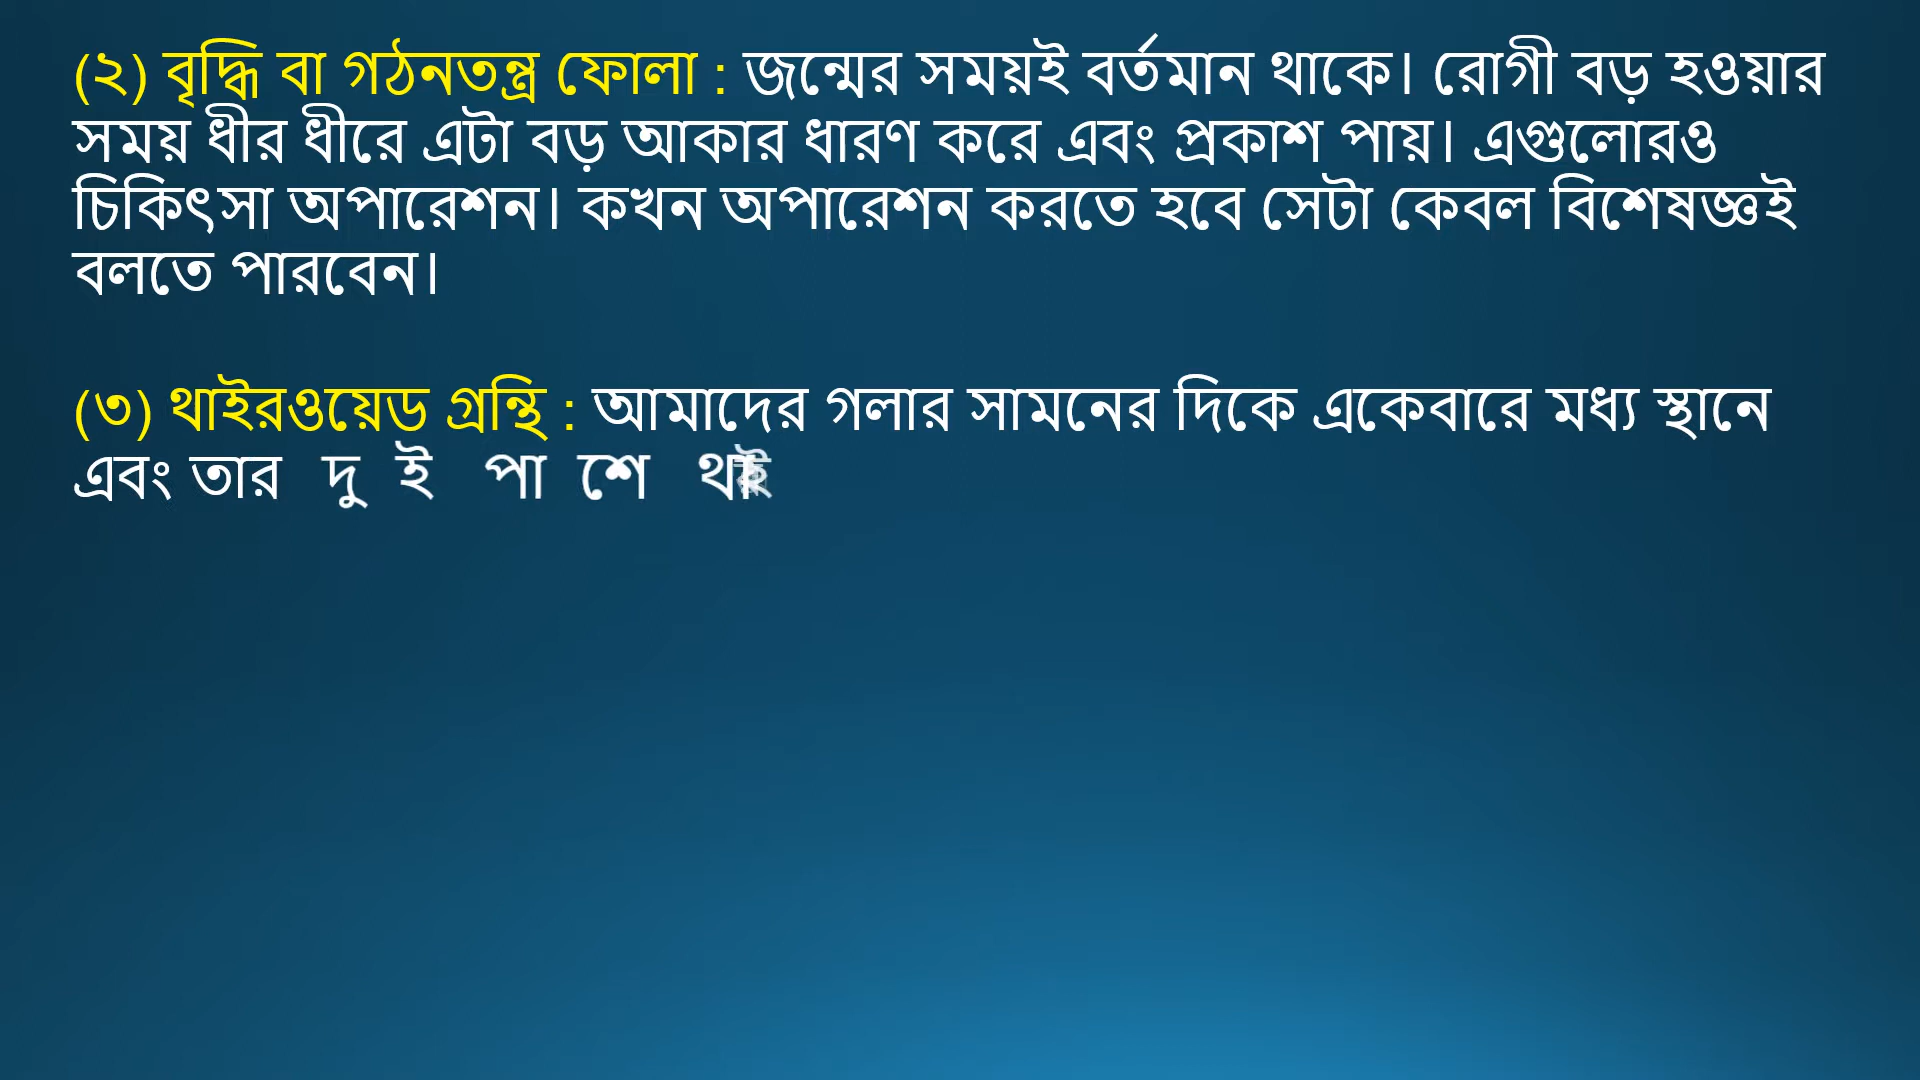 (২) বৃদ্ধি বা গঠনতন্ত্র ফোলা : জন্মের সময়ই বর্তমান থাকে। রোগী বড় হওয়ার
সময় ধীর ধীরে এটা বড় আকার ধারণ করে এবং প্রকাশ পায়। এগুলোরও
চিকিৎসা অপারেশন। কখন অপারেশন করতে হবে সেটা কেবল বিশেষজ্ঞই
বলতে পারবেন।
(৩) থাইরওয়েড গ্রন্থি : আমাদের গলার সামনের দিকে একেবারে মধ্য স্থানে
এবং তার দুই পাশে